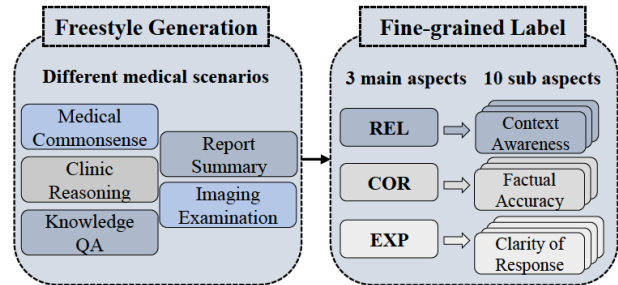 Freestyle Generation
Different medical scenarios
Medical
Commonsense
Clinic
Reasoning
Knowledge
QA
Report
Summary
Imaging
Examination
Fine-grained Label
3 main aspects
10 sub aspects
REL
Context
Awareness
COR
Factual
Accuracy
EXP
Clarity of
Response